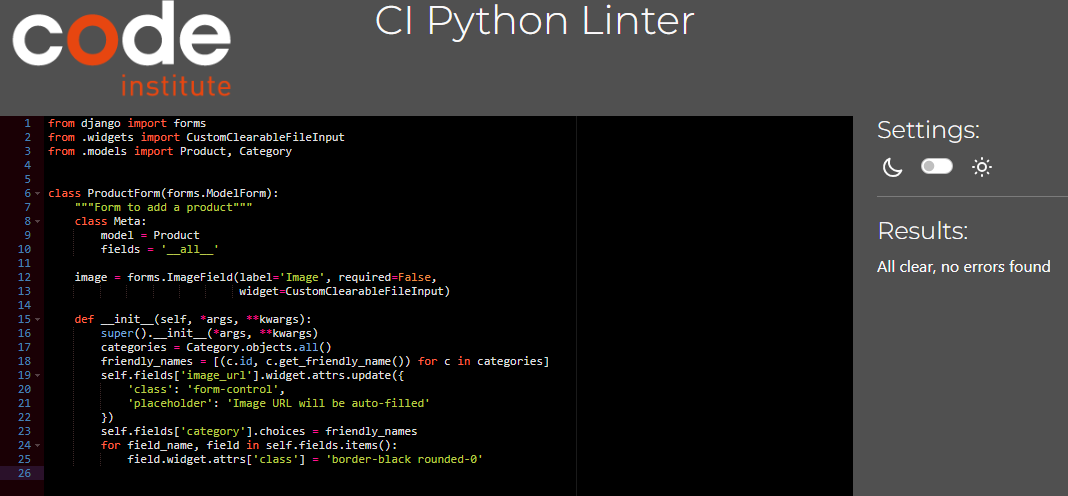 code
institute
CI Python Linter
1 from django import forms
2 from .widgets import CustomClearableFileInput
3 from .models import Product, Category
4
5
6 class ProductForm(forms.ModelForm):
7     """Form to add a product"""
8     class Meta:
9         model = Product
10         fields = '__all__'
11
12     image = forms.ImageField(label='Image', required=False,
13                              widget=CustomClearableFileInput)
14
15     def __init__(self, *args, **kwargs):
16         super().__init__(*args, **kwargs)
17         categories = Category.objects.all()
18         friendly_names = [(c.id, c.get_friendly_name()) for c in categories]
19         self.fields['image_url'].widget.attrs.update({
20             'class': 'form-control',
21             'placeholder': 'Image URL will be auto-filled'
22         })
23         self.fields['category'].choices = friendly_names
24         for field_name, field in self.fields.items():
25             field.widget.attrs['class'] = 'border-black rounded-0'
26
Settings:
Results:
All clear, no errors found